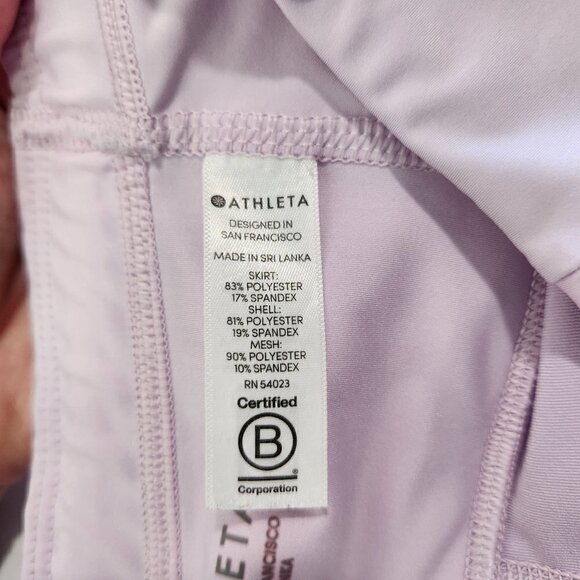 ATHLETA
DESIGNED IN
SAN FRANCISCO
MADE IN SRI LANKA
SKIRT:
83% POLYESTER
17% SPANDEX
SHELL:
81% POLYESTER
19% SPANDEX
MESH:
90% POLYESTER
10% SPANDEX
RN 54023
Certified
B
®
Corporation